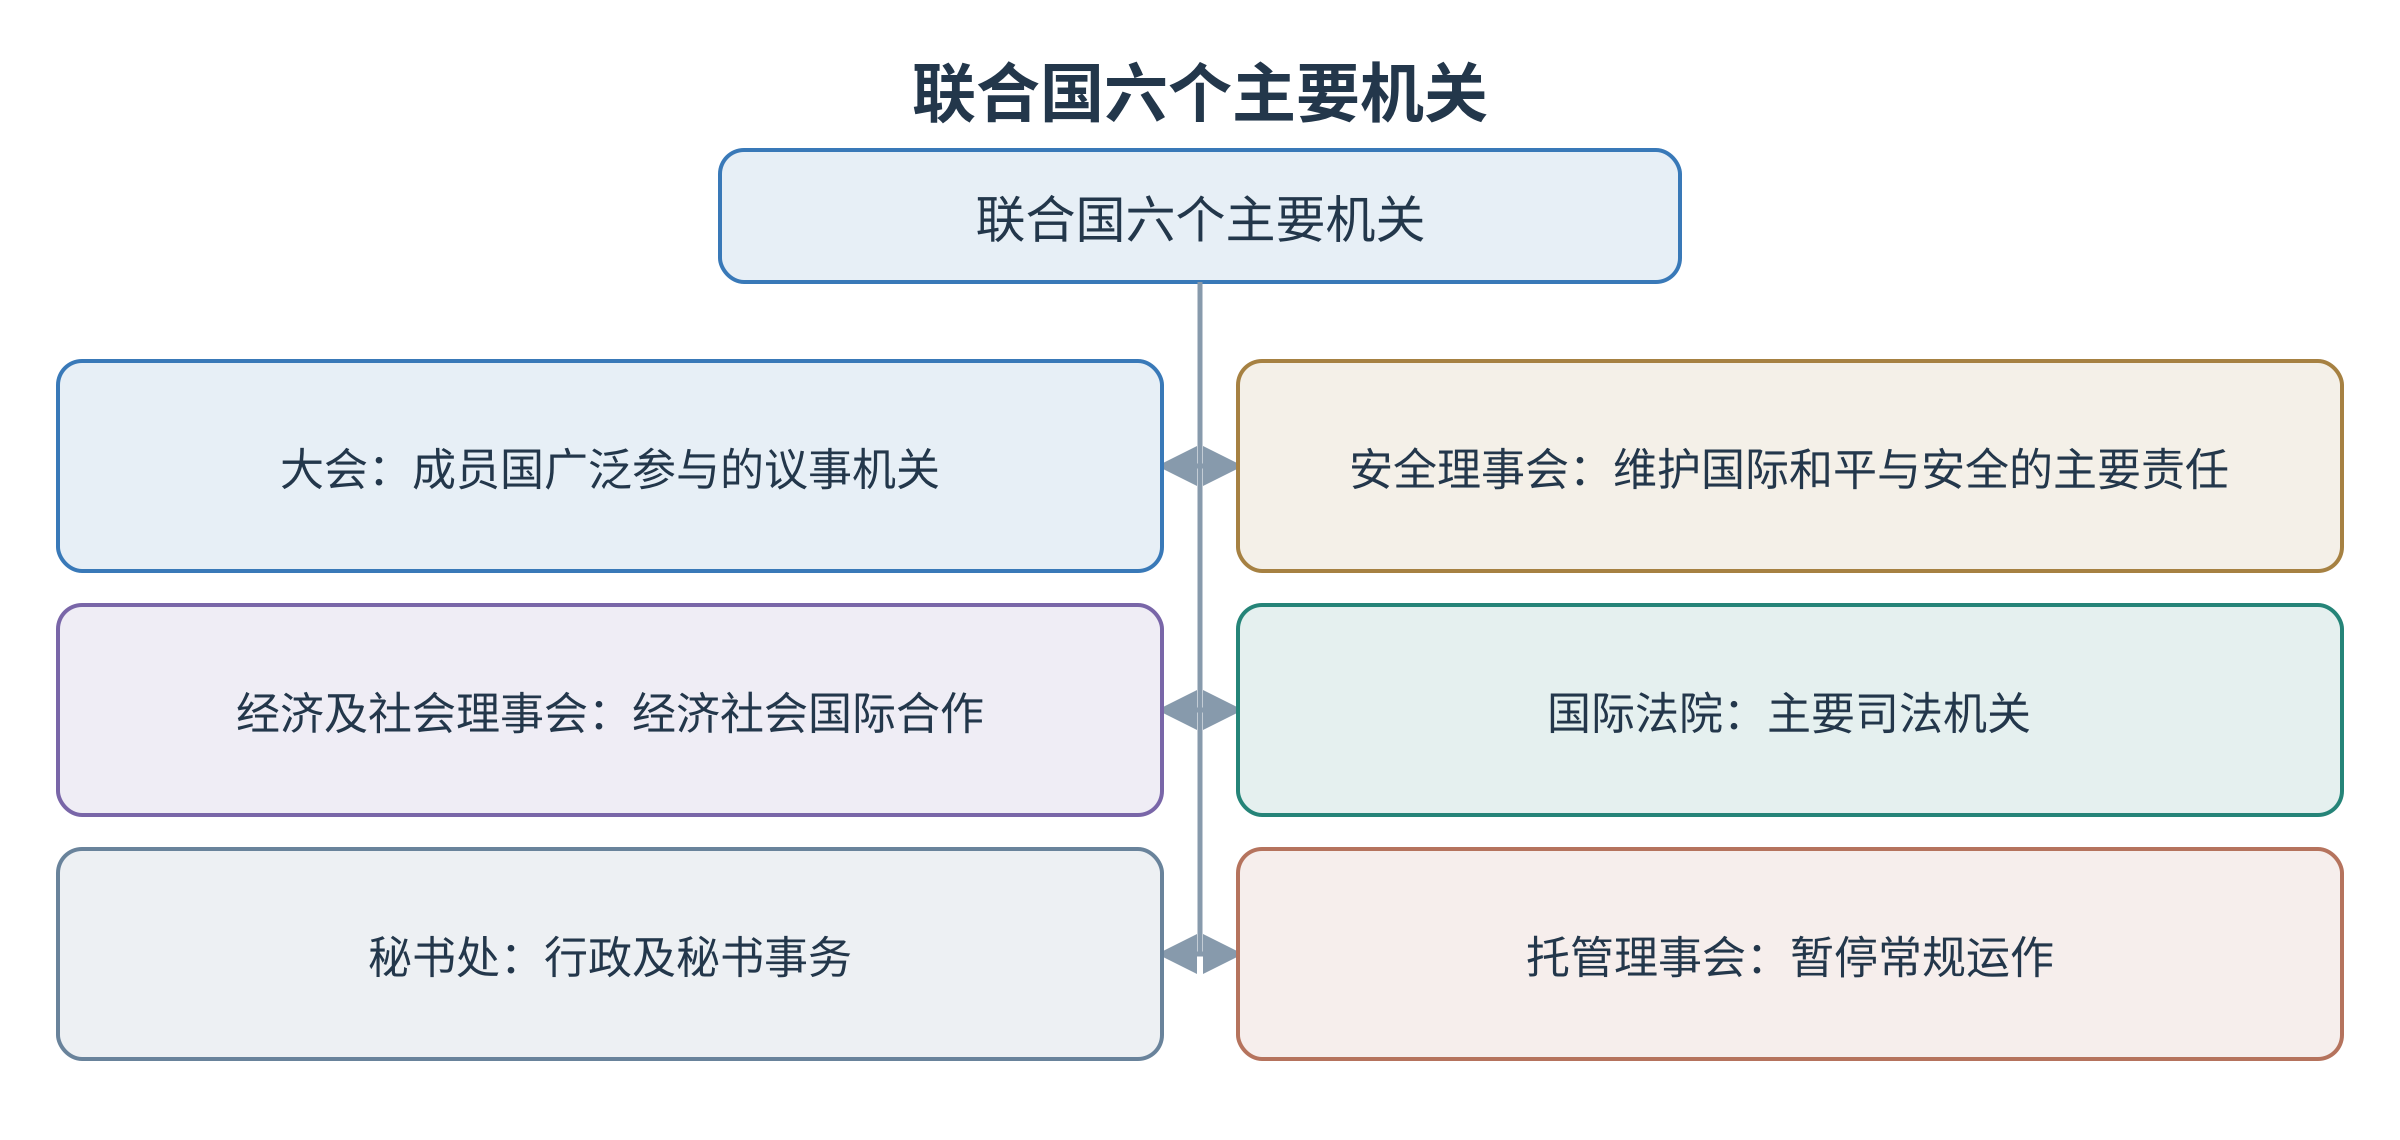 联合国六个主要机关
联合国六个主要机关
大会：成员国广泛参与的议事机关
安全理事会：维护国际和平与安全的主要责任
经济及社会理事会：经济社会国际合作
国际法院：主要司法机关
秘书处：行政及秘书事务
托管理事会：暂停常规运作